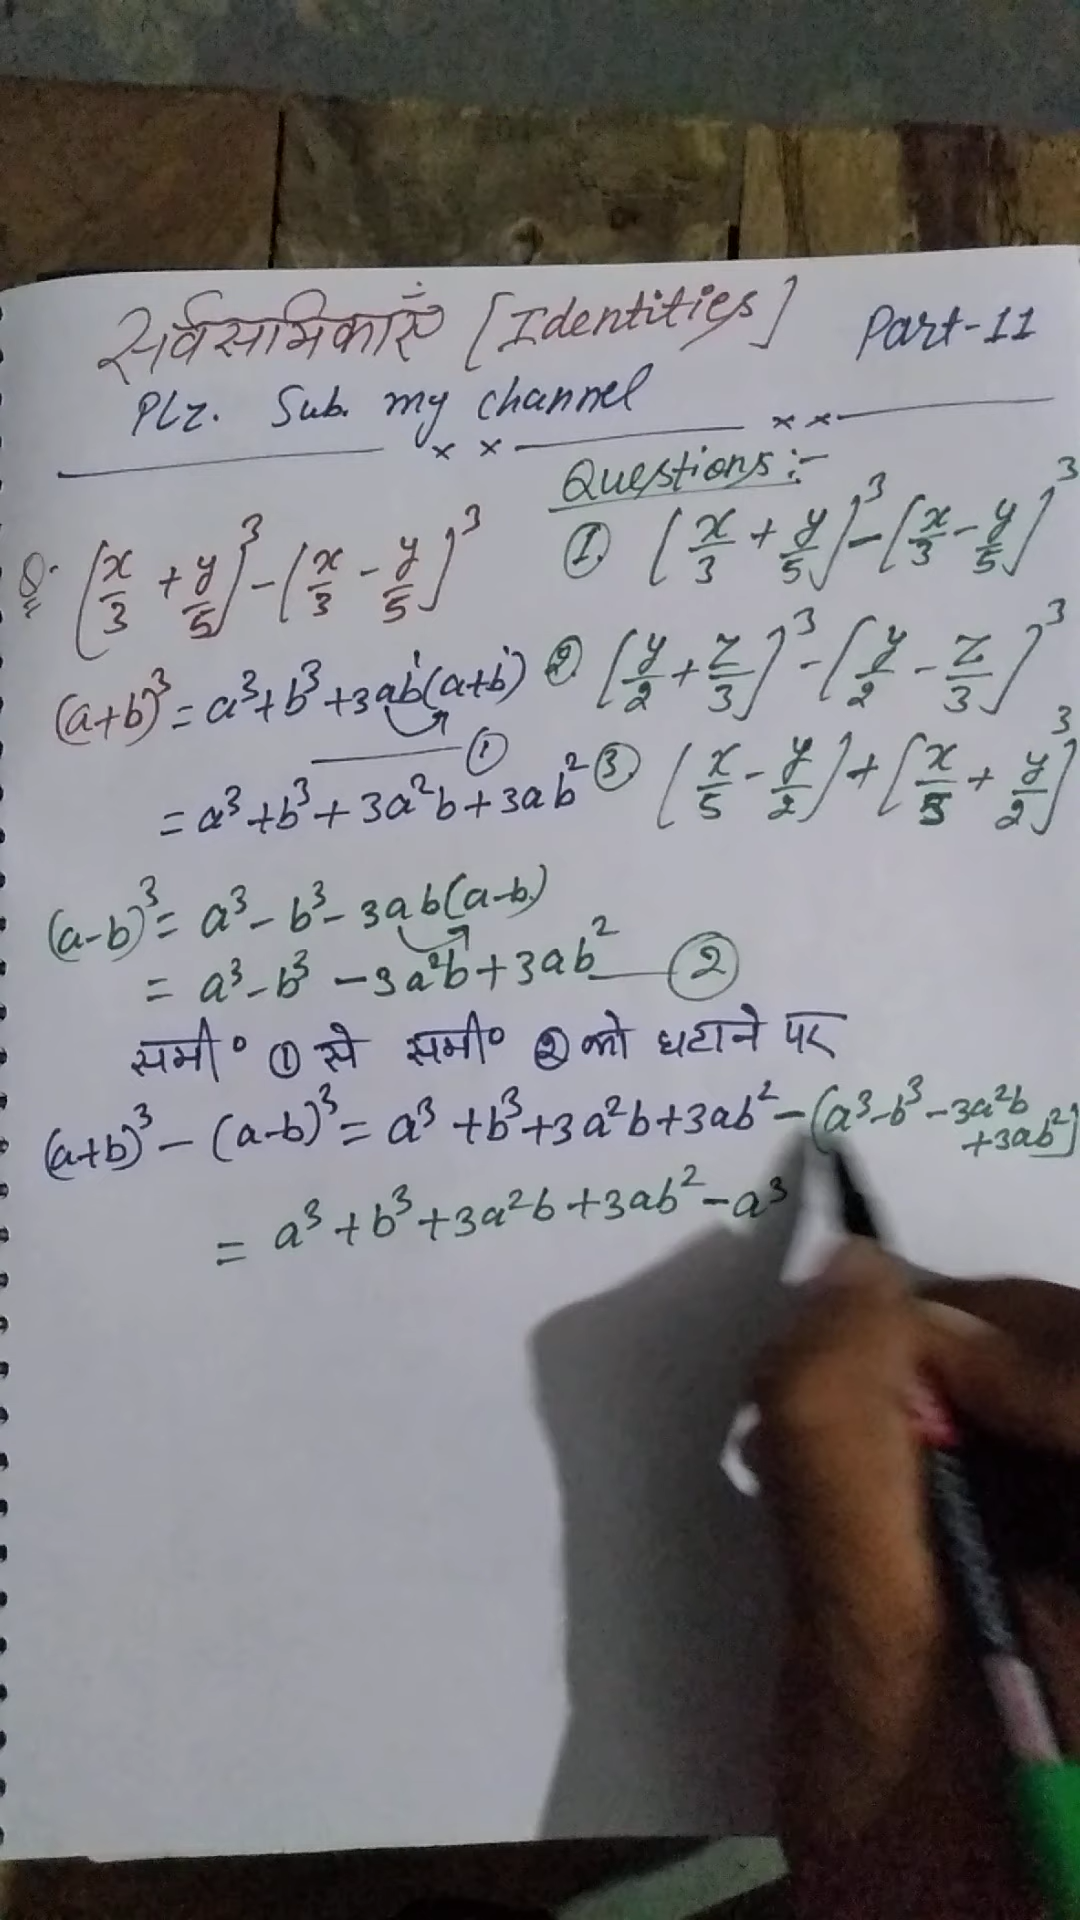 सर्वसमिकाएँ [Identities] Part-11
Plz. Sub. my channel
Questions:-
Q. [x/3 + y/5]³ - [x/3 - y/5]³
(a+b)³ = a³+b³+3ab(a+b)
①
= a³+b³+3a²b+3ab²
① [x/3 + y/5]³ - [x/3 - y/5]³
② [y/2 + z/3]³ - [y/2 - z/3]³
③ [x/5 - y/2] + [x/5 + y/2]³
(a-b)³ = a³-b³-3ab(a-b)
= a³-b³-3a²b+3ab² ②
समी० ① से समी० ② को घटाने पर
(a+b)³ - (a-b)³ = a³+b³+3a²b+3ab² - (a³-b³-3a²b
+3ab²]
= a³+b³+3a²b+3ab²-a³